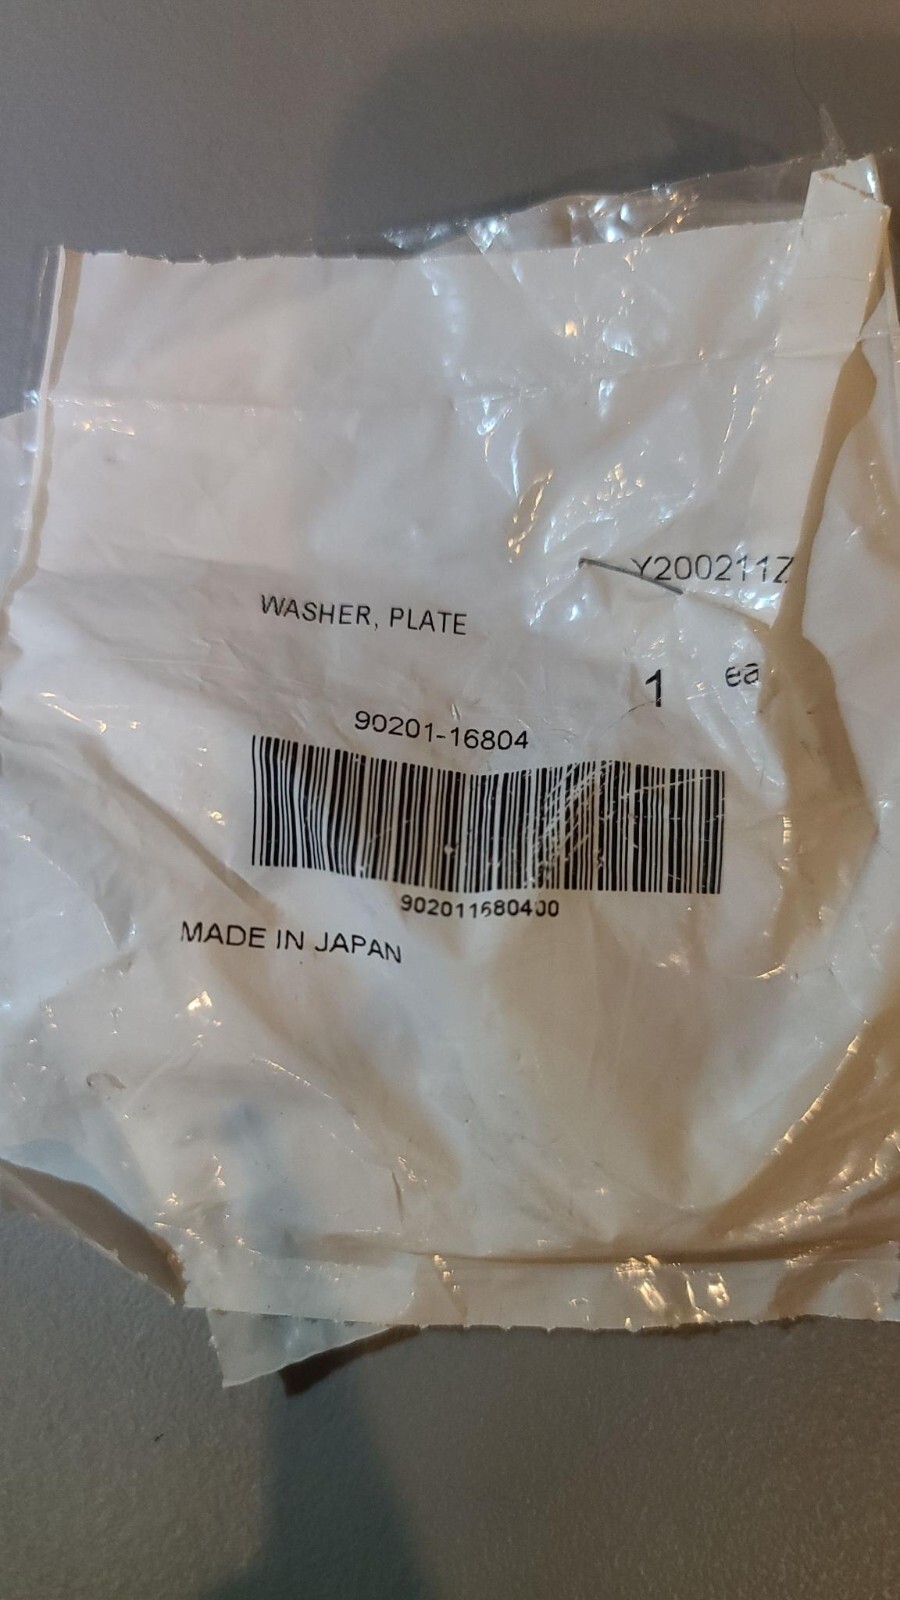 Y200211Z
WASHER, PLATE
1 ea
90201-16804
902011680400
MADE IN JAPAN